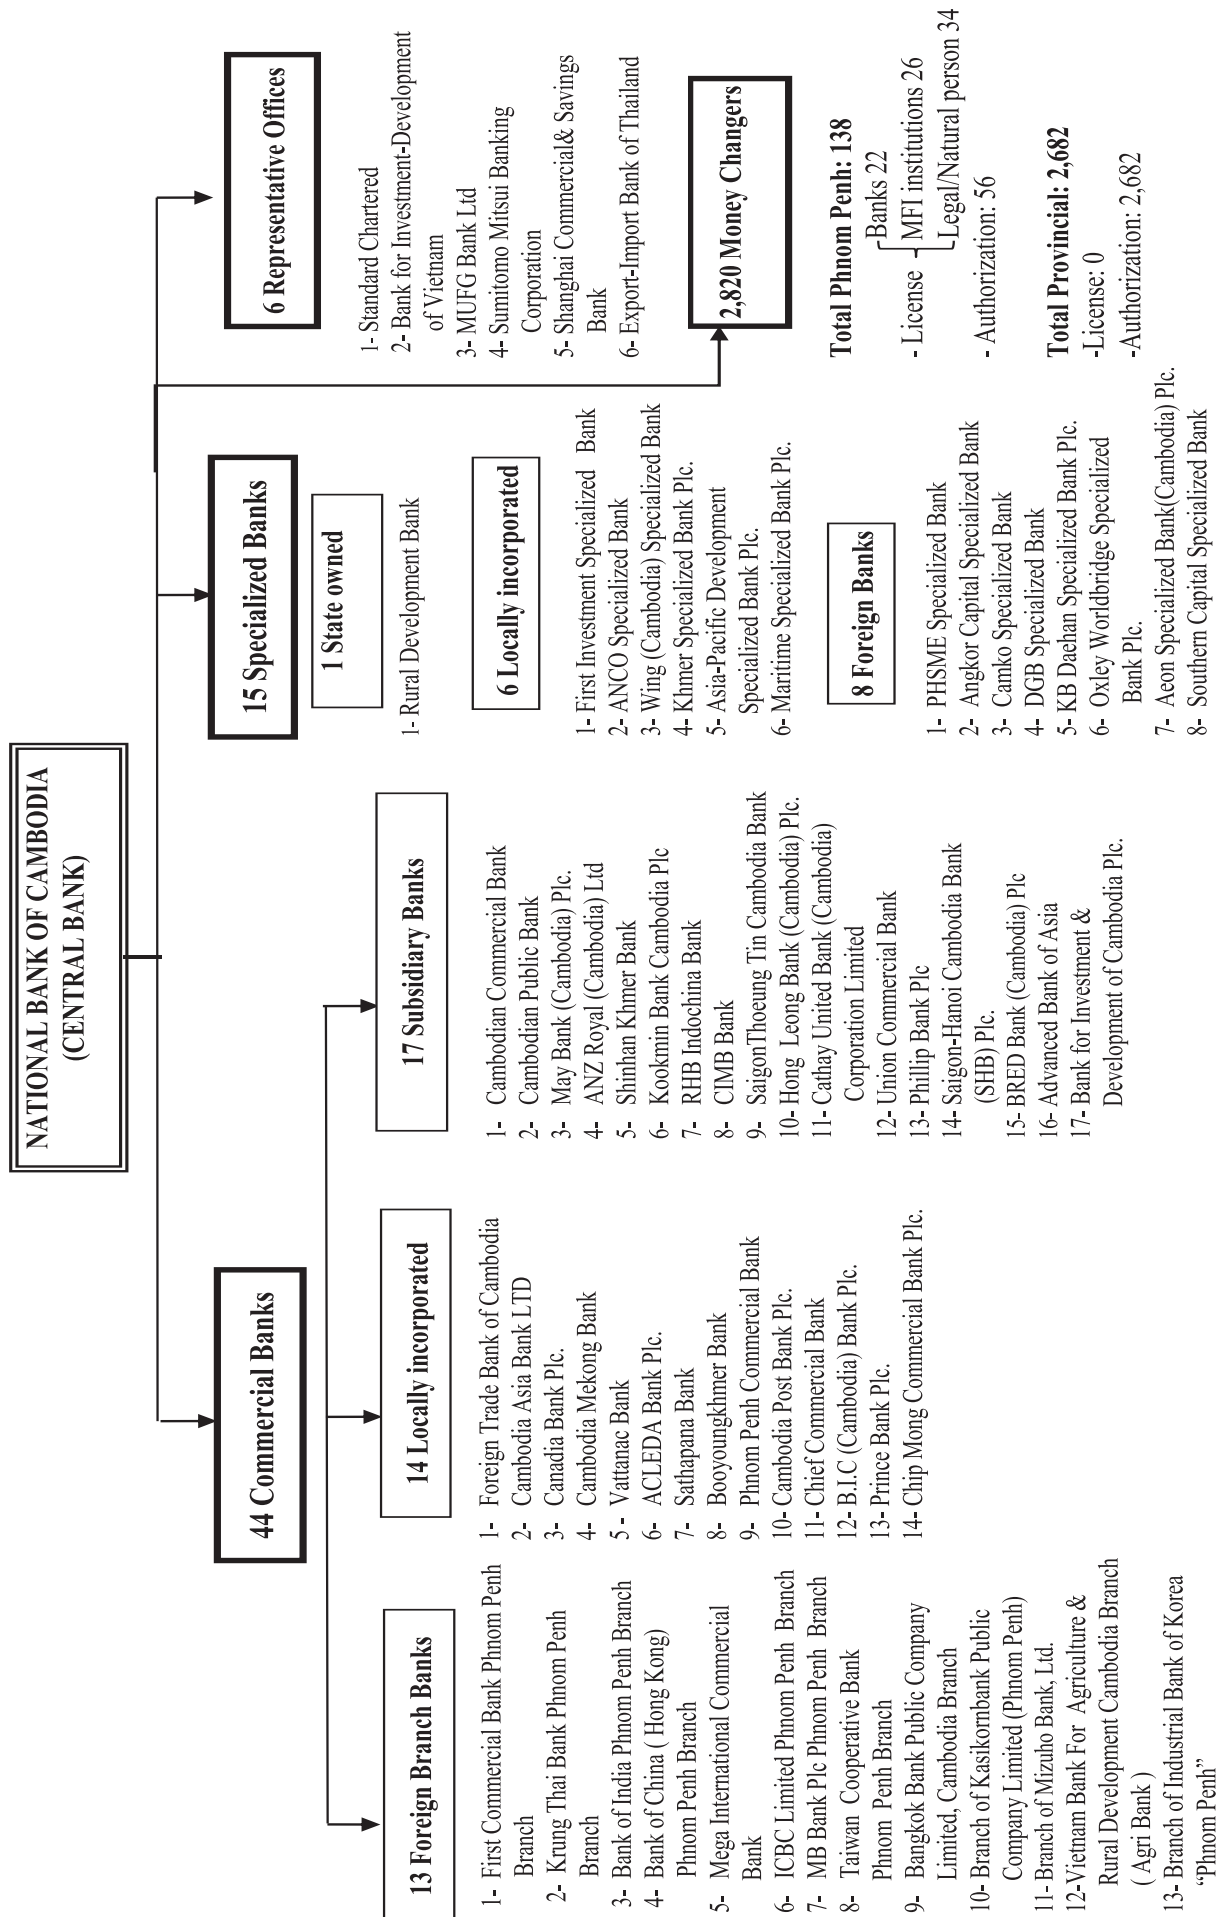 NATIONAL BANK OF CAMBODIA
(CENTRAL BANK)
44 Commercial Banks
13 Foreign Branch Banks
1- First Commercial Bank Phnom Penh
Branch
2- Krung Thai Bank Phnom Penh
Branch
3- Bank of India Phnom Penh Branch
4- Bank of China ( Hong Kong)
Phnom Penh Branch
5- Mega International Commercial
Bank
6- ICBC Limited Phnom Penh Branch
7- MB Bank Plc Phnom Penh Branch
8- Taiwan Cooperative Bank
Phnom Penh Branch
9- Bangkok Bank Public Company
Limited, Cambodia Branch
10- Branch of Kasikornbank Public
Company Limited (Phnom Penh)
11- Branch of Mizuho Bank, Ltd.
12-Vietnam Bank For Agriculture &
Rural Development Cambodia Branch
( Agri Bank )
13- Branch of Industrial Bank of Korea
“Phnom Penh”
14 Locally incorporated
1- Foreign Trade Bank of Cambodia
2- Cambodia Asia Bank LTD
3- Canadia Bank Plc.
4- Cambodia Mekong Bank
5 - Vattanac Bank
6- ACLEDA Bank Plc.
7- Sathapana Bank
8- Booyoungkhmer Bank
9- Phnom Penh Commercial Bank
10- Cambodia Post Bank Plc.
11- Chief Commercial Bank
12- B.I.C (Cambodia) Bank Plc.
13- Prince Bank Plc.
14- Chip Mong Commercial Bank Plc.
17 Subsidiary Banks
1- Cambodian Commercial Bank
2- Cambodian Public Bank
3- May Bank (Cambodia) Plc.
4- ANZ Royal (Cambodia) Ltd
5- Shinhan Khmer Bank
6- Kookmin Bank Cambodia Plc
7- RHB Indochina Bank
8- CIMB Bank
9- SaigonThoeung Tin Cambodia Bank
10- Hong Leong Bank (Cambodia) Plc.
11- Cathay United Bank (Cambodia)
Corporation Limited
12- Union Commercial Bank
13- Phillip Bank Plc
14- Saigon-Hanoi Cambodia Bank
(SHB) Plc.
15- BRED Bank (Cambodia) Plc
16- Advanced Bank of Asia
17- Bank for Investment &
Development of Cambodia Plc.
15 Specialized Banks
1 State owned
1- Rural Development Bank
6 Locally incorporated
1- First Investment Specialized Bank
2- ANCO Specialized Bank
3- Wing (Cambodia) Specialized Bank
4- Khmer Specialized Bank Plc.
5- Asia-Pacific Development
Specialized Bank Plc.
6- Maritime Specialized Bank Plc.
8 Foreign Banks
1- PHSME Specialized Bank
2- Angkor Capital Specialized Bank
3- Camko Specialized Bank
4- DGB Specialized Bank
5- KB Daehan Specialized Bank Plc.
6- Oxley Worldbridge Specialized
Bank Plc.
7- Aeon Specialized Bank(Cambodia) Plc.
8- Southern Capital Specialized Bank
6 Representative Offices
1- Standard Chartered
2- Bank for Investment-Development
of Vietnam
3- MUFG Bank Ltd
4- Sumitomo Mitsui Banking
Corporation
5- Shanghai Commercial& Savings
Bank
6- Export-Import Bank of Thailand
2,820 Money Changers
Total Phnom Penh: 138
Banks 22
- License MFI institutions 26
Legal/Natural person 34
- Authorization: 56
Total Provincial: 2,682
-License: 0
-Authorization: 2,682